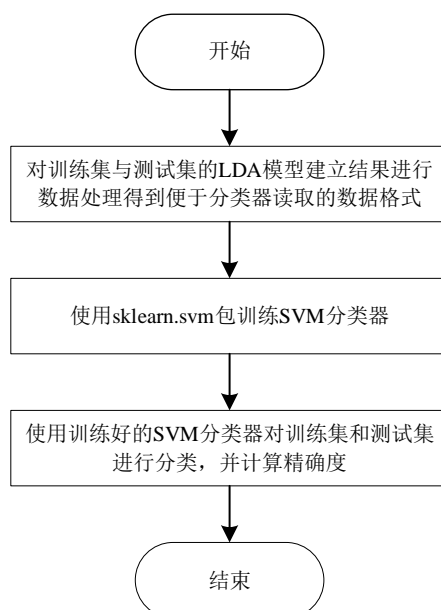 开始
对训练集与测试集的LDA模型建立结果进行
数据处理得到便于分类器读取的数据格式
使用sklearn.svm包训练SVM分类器
使用训练好的SVM分类器对训练集和测试集
进行分类，并计算精确度
结束